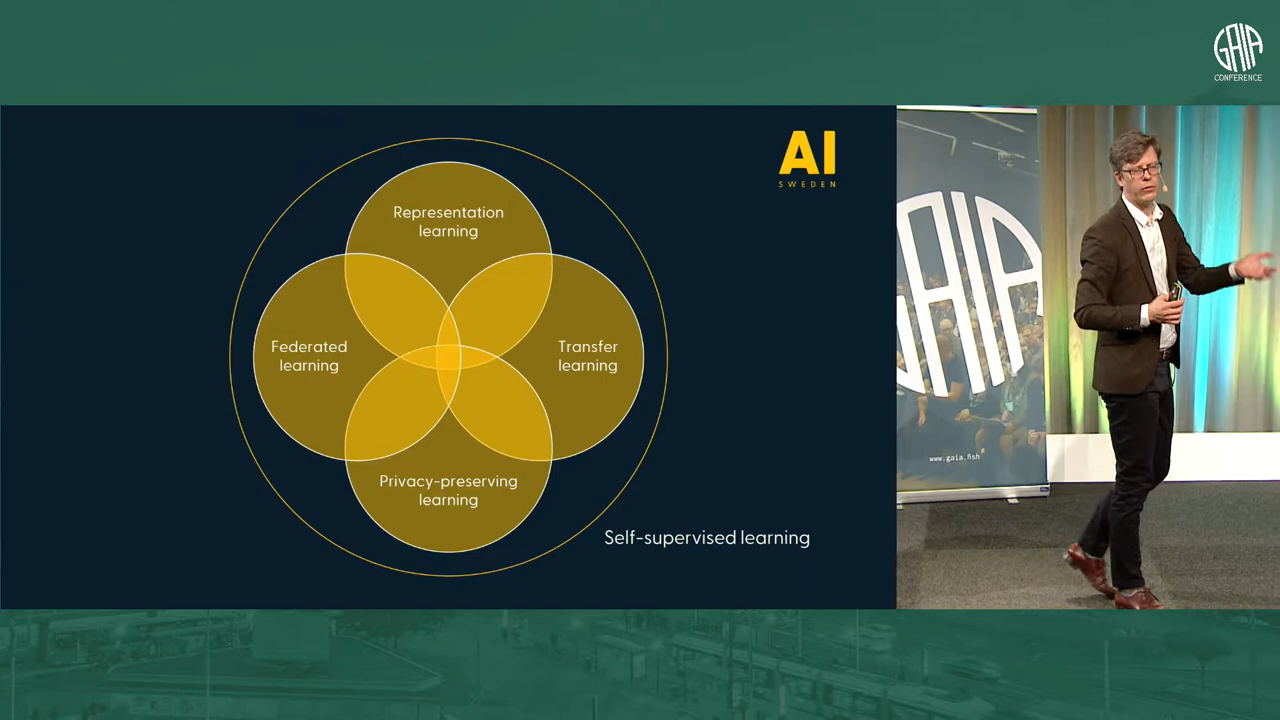 GAIA
CONFERENCE
AI
SWEDEN
Representation
learning
Federated
learning
Transfer
learning
Privacy-preserving
learning
Self-supervised learning
GAIA
www.gaia.fish